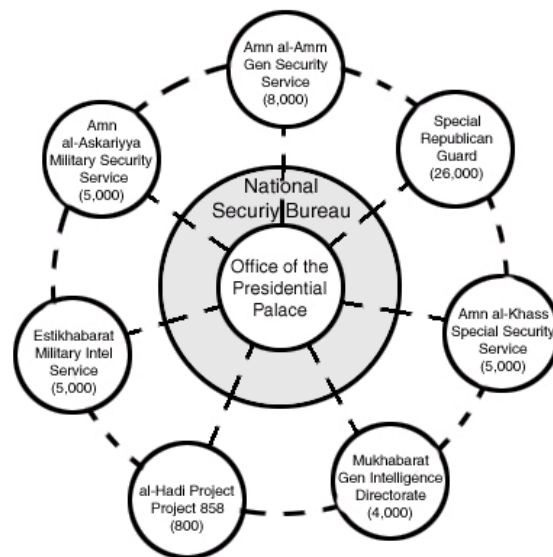 Amn al-Amm
Gen Security
Service
(8,000)
Special
Republican
Guard
(26,000)
Amn
al-Askariyya
Military Security
Service
(5,000)
National
Securiy Bureau
Office of the
Presidential
Palace
Amn al-Khass
Special Security
Service
(5,000)
Estikhabarat
Military Intel
Service
(5,000)
al-Hadi Project
Project 858
(800)
Mukhabarat
Gen Intelligence
Directorate
(4,000)